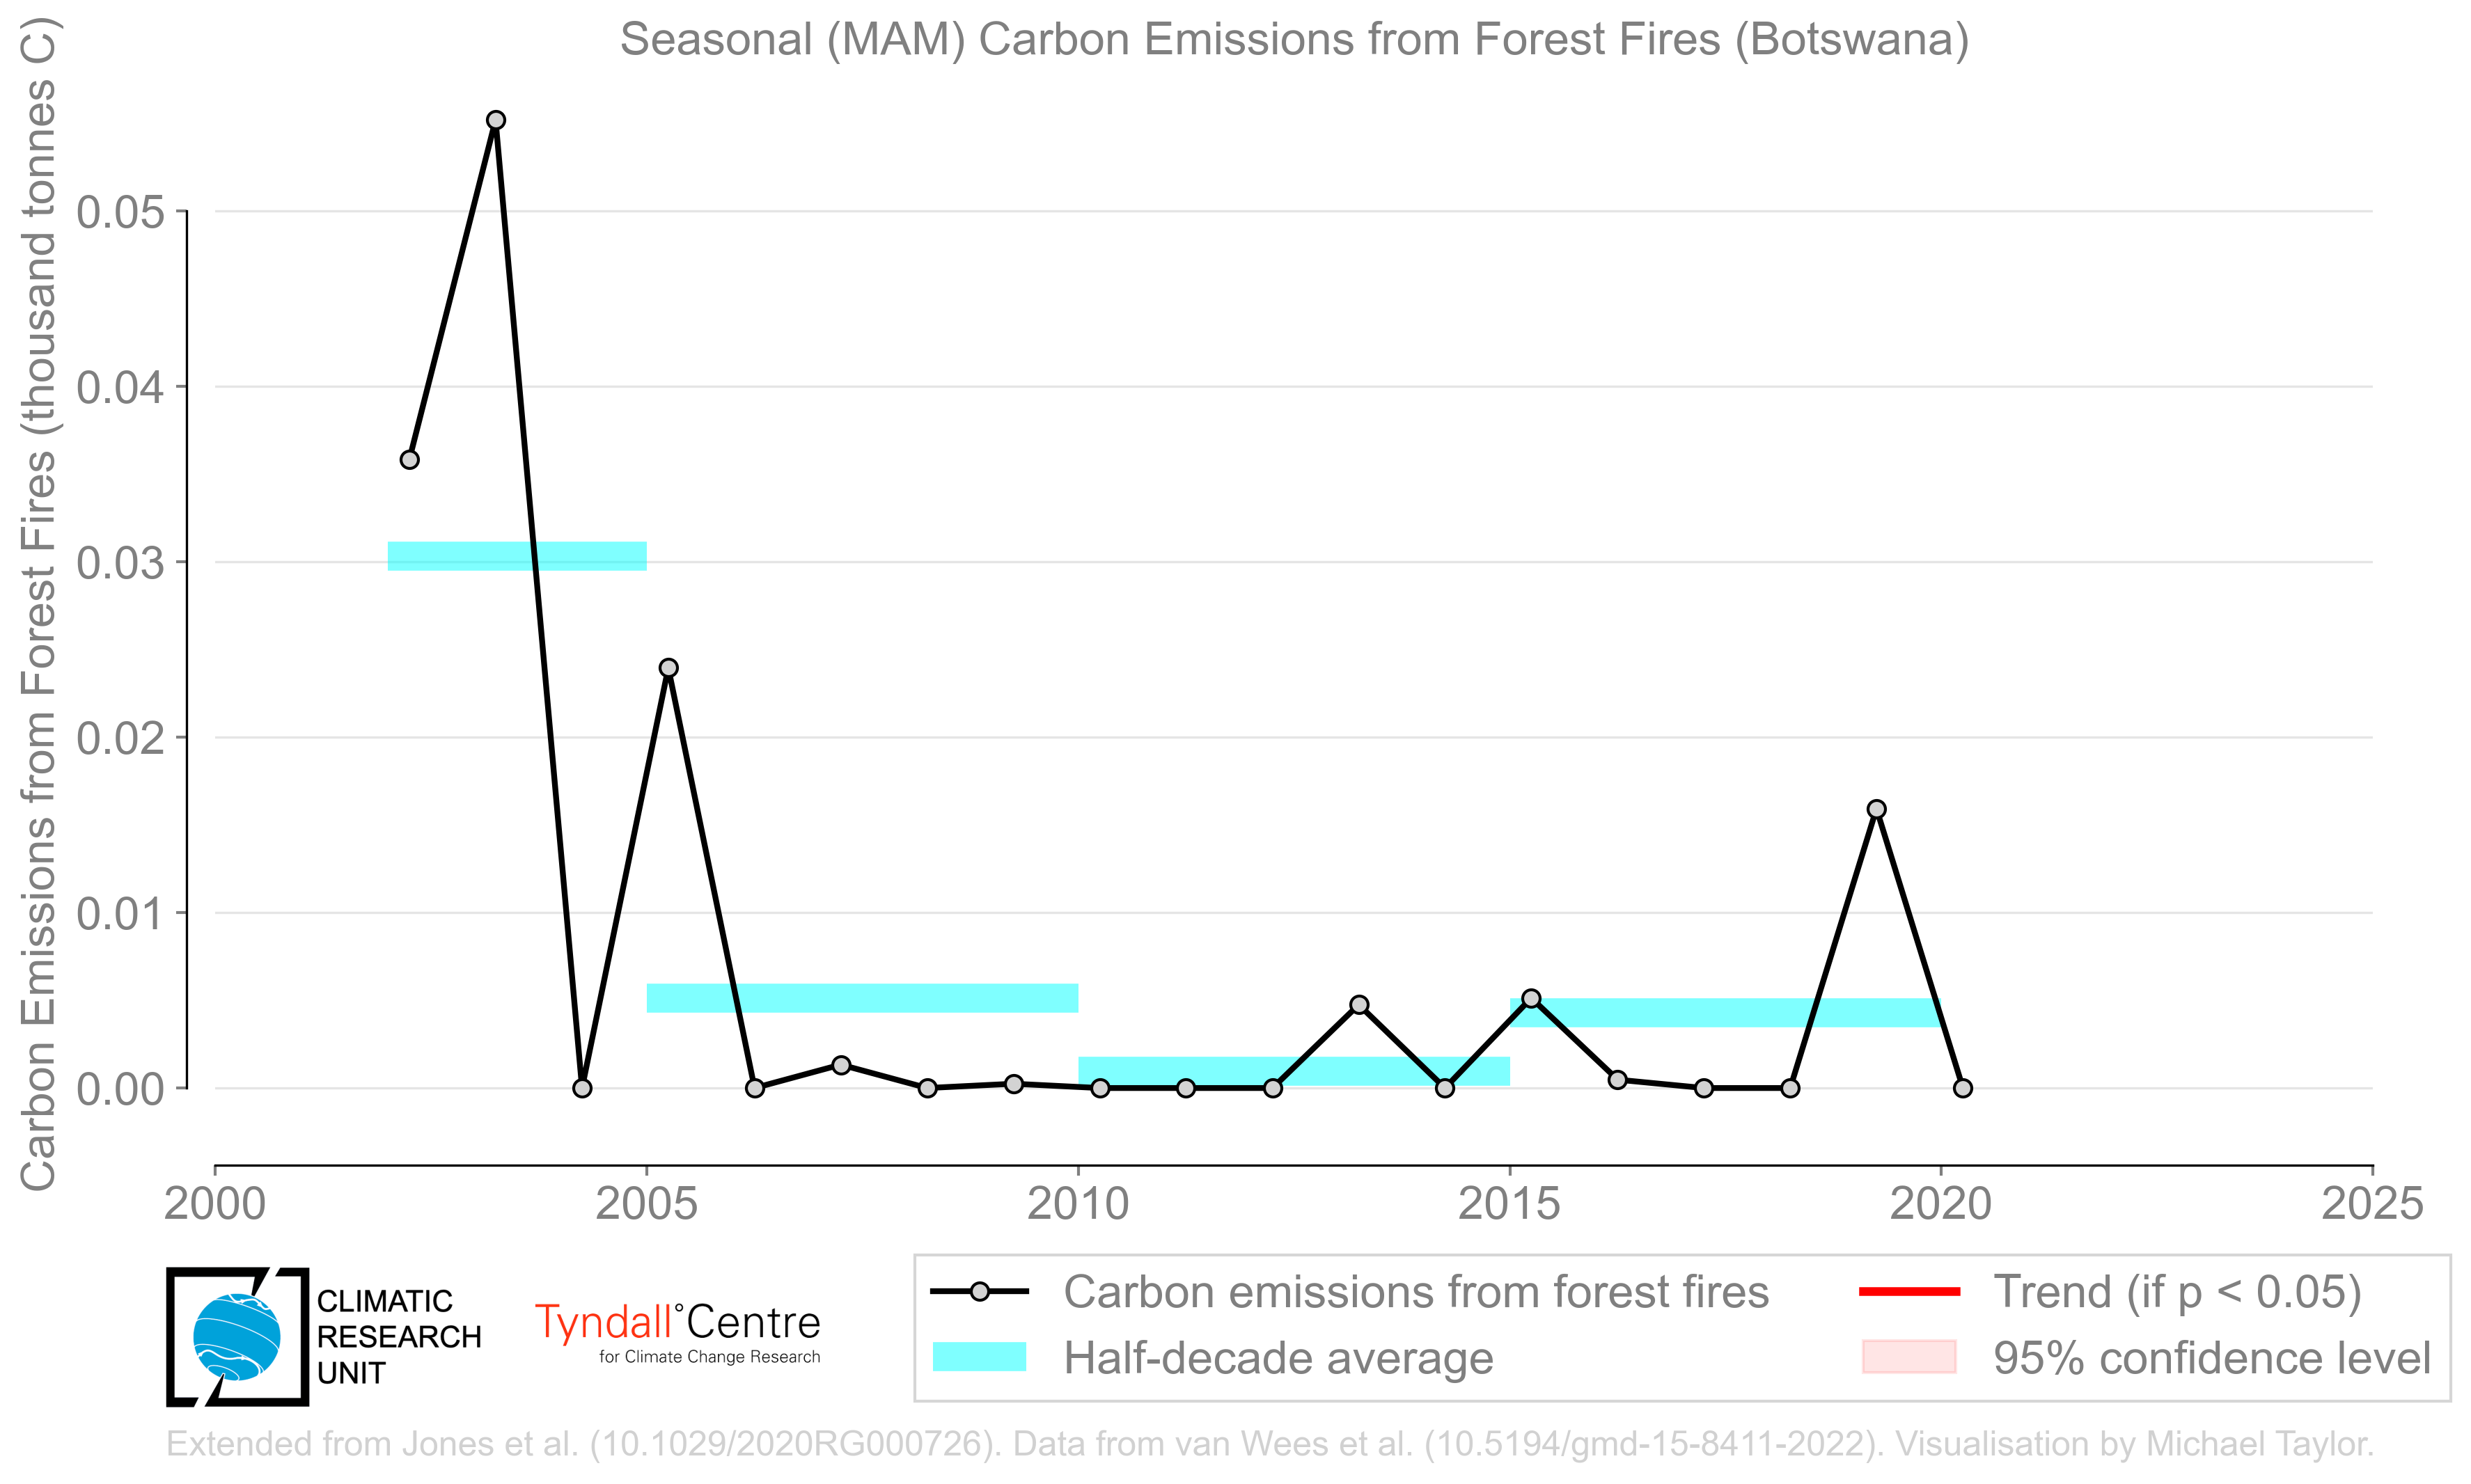 Seasonal (MAM) Carbon Emissions from Forest Fires (Botswana)
Carbon Emissions from Forest Fires (thousand tonnes C)
0.05
0.04
0.03
0.02
0.01
0.00
2000
2005
2010
2015
2020
2025
CLIMATIC
RESEARCH
UNIT
Tyndall°Centre
for Climate Change Research
Carbon emissions from forest fires
Half-decade average
Trend (if p < 0.05)
95% confidence level
Extended from Jones et al. (10.1029/2020RG000726). Data from van Wees et al. (10.5194/gmd-15-8411-2022). Visualisation by Michael Taylor.